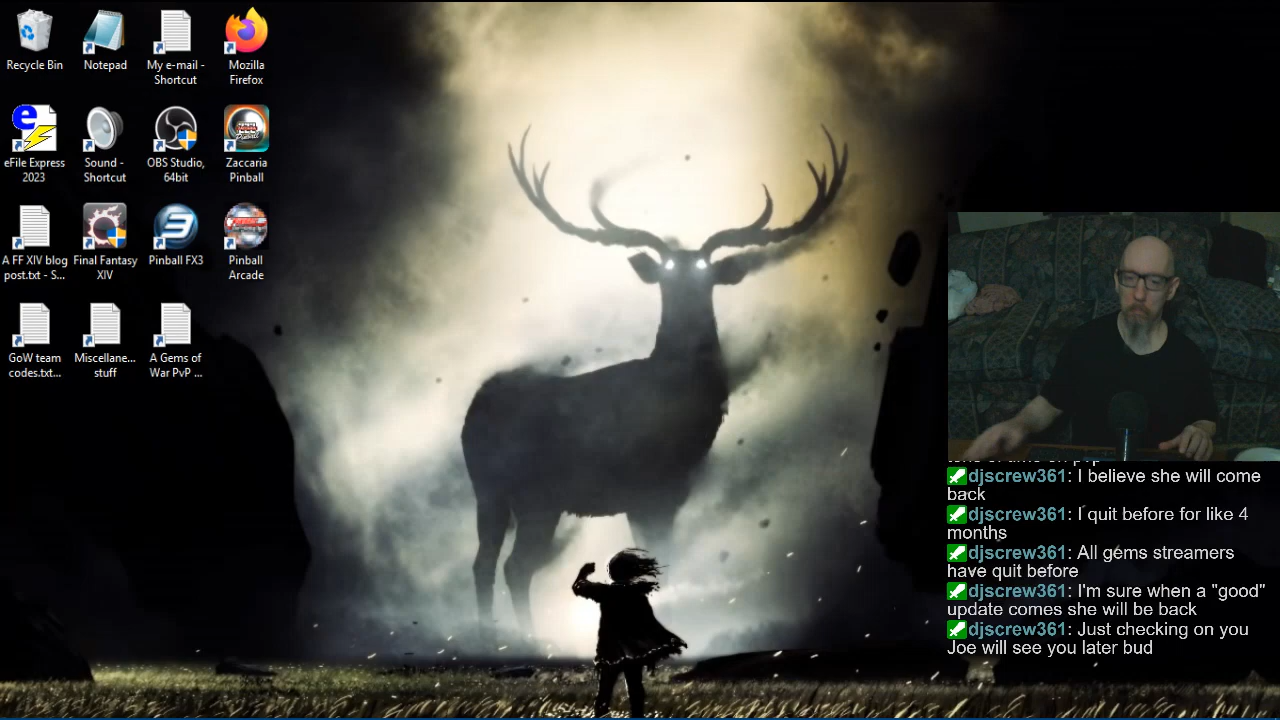 Recycle Bin
Notepad
My e-mail -
Shortcut
Mozilla
Firefox
eFile Express
2023
Sound -
Shortcut
OBS Studio,
64bit
Zaccaria
Pinball
A FF XIV blog
post.txt - S...
Final Fantasy
XIV
Pinball FX3
Pinball
Arcade
GoW team
codes.txt...
Miscellane...
stuff
A Gems of
War PvP ...
djscrew361: I believe she will come
back
djscrew361: I quit before for like 4
months
djscrew361: All gems streamers
have quit before
djscrew361: I'm sure when a "good"
update comes she will be back
djscrew361: Just checking on you
Joe will see you later bud